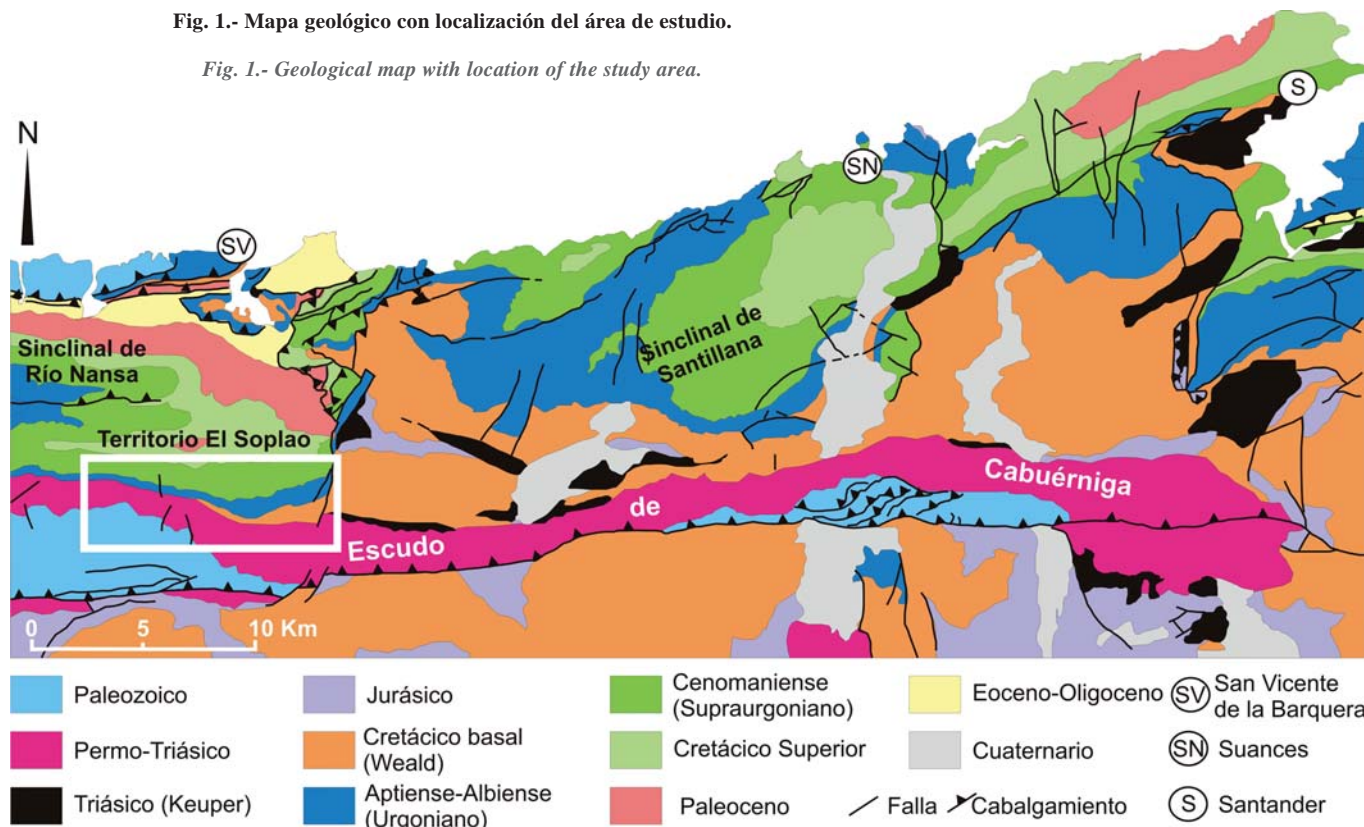 Fig. 1.- Mapa geológico con localización del área de estudio.
Fig. 1.- Geological map with location of the study area.
N
S
SN
SV
Sinclinal de
Río Nansa
Sinclinal de
Santillana
Territorio El Soplao
Escudo de Cabuérniga
0 5 10 Km
Paleozoico
Permo-Triásico
Triásico (Keuper)
Jurásico
Cretácico basal
(Weald)
Aptiense-Albiense
(Urgoniano)
Cenomaniense
(Supraurgoniano)
Cretácico Superior
Paleoceno
Eoceno-Oligoceno
Cuaternario
Falla
Cabalgamiento
SV San Vicente
de la Barquera
SN Suances
S Santander